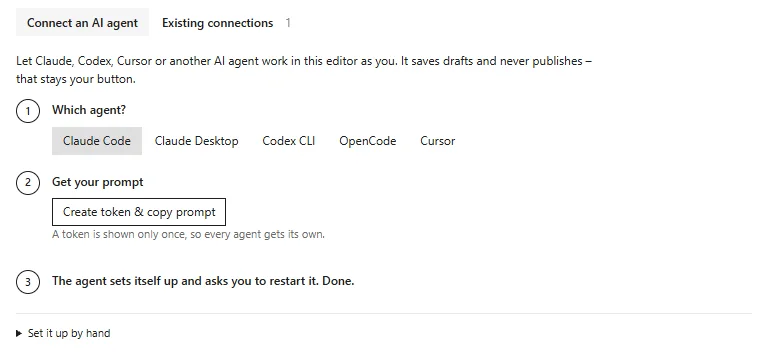 Connect an AI agent
Existing connections 1
Let Claude, Codex, Cursor or another AI agent work in this editor as you. It saves drafts and never publishes –
that stays your button.
1 Which agent?
Claude Code Claude Desktop Codex CLI OpenCode Cursor
2 Get your prompt
Create token & copy prompt
A token is shown only once, so every agent gets its own.
3 The agent sets itself up and asks you to restart it. Done.
Set it up by hand